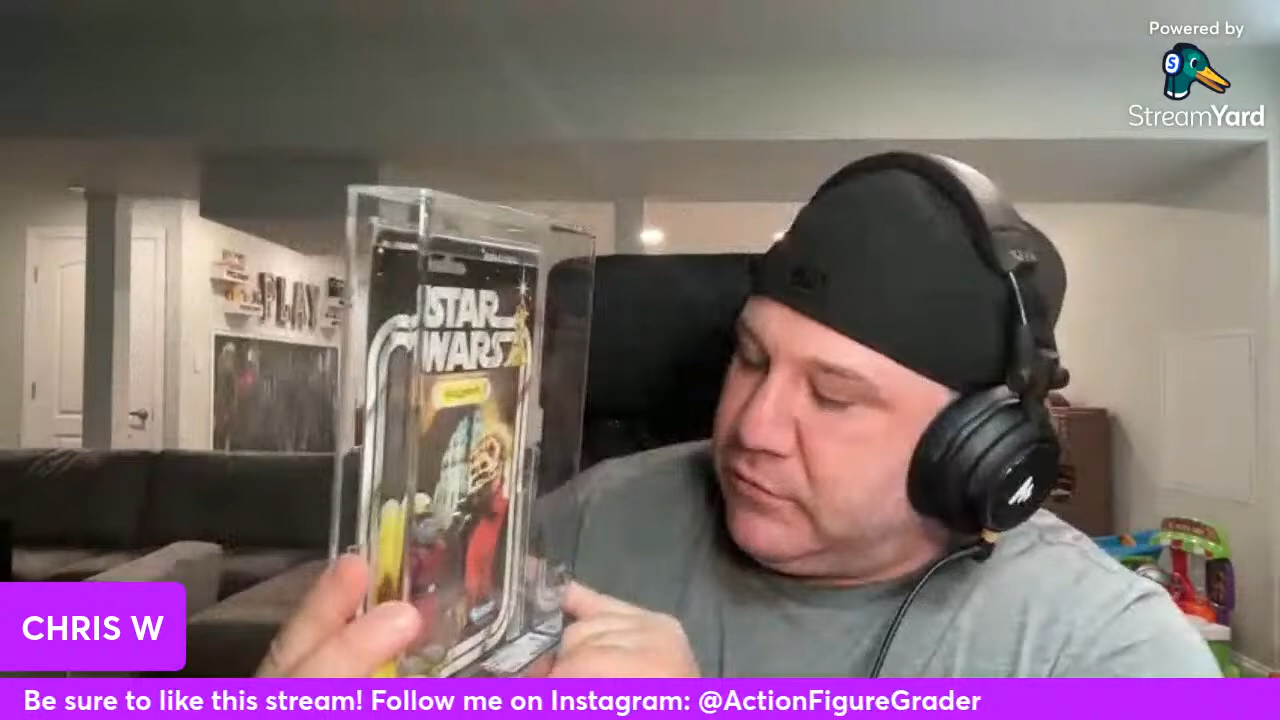 Powered by
StreamYard
PLAY
STAR
WARS
CHRIS W
Be sure to like this stream! Follow me on Instagram: @ActionFigureGrader